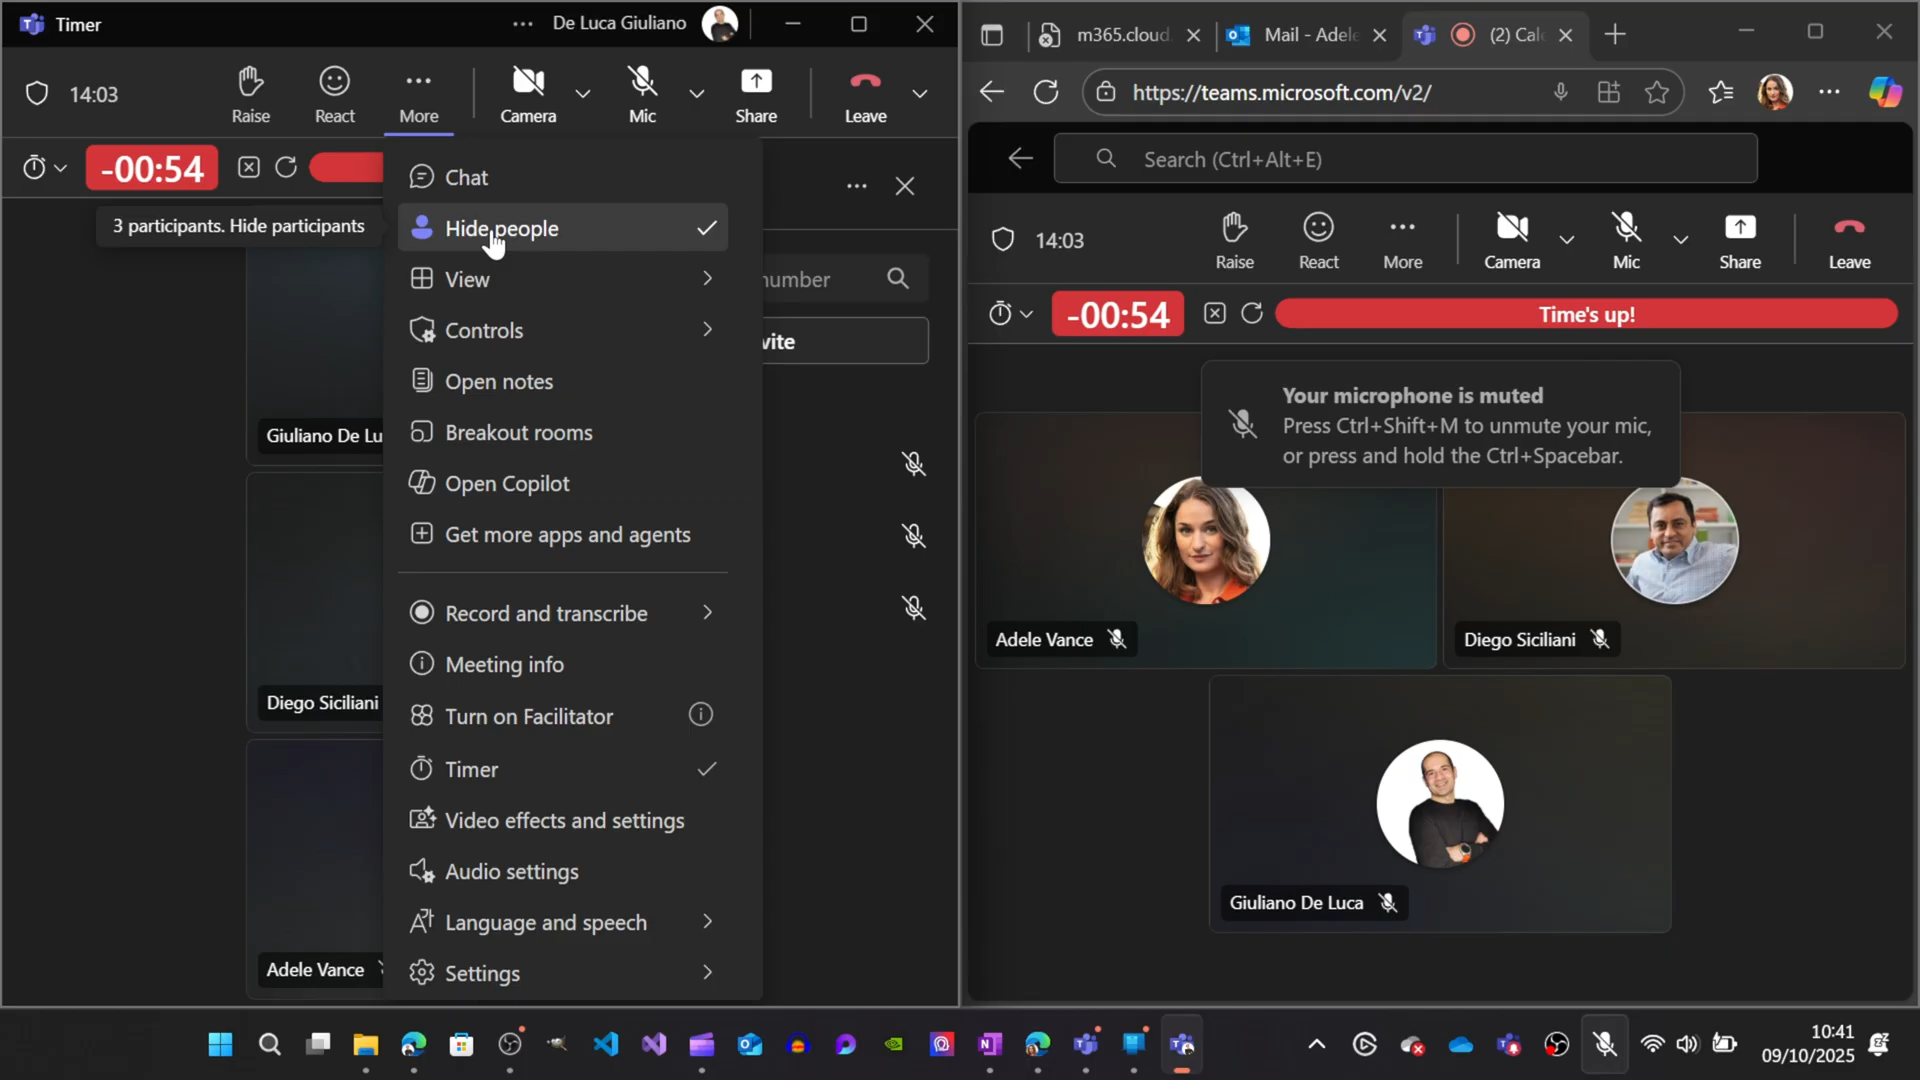 Timer
De Luca Giuliano
14:03
Raise
React
More
Camera
Mic
Share
Leave
-00:54
3 participants. Hide participants
Chat
Hide people
View
Controls
Open notes
Breakout rooms
Open Copilot
Get more apps and agents
Record and transcribe
Meeting info
Turn on Facilitator
Timer
Video effects and settings
Audio settings
Language and speech
Settings
number
vite
Giuliano De Lu
Diego Siciliani
Adele Vance
m365.cloud.
Mail - Adele
(2) Cal
https://teams.microsoft.com/v2/
Search (Ctrl+Alt+E)
14:03
Raise
React
More
Camera
Mic
Share
Leave
-00:54
Time's up!
Your microphone is muted
Press Ctrl+Shift+M to unmute your mic,
or press and hold the Ctrl+Spacebar.
Adele Vance
Diego Siciliani
Giuliano De Luca
10:41
09/10/2025